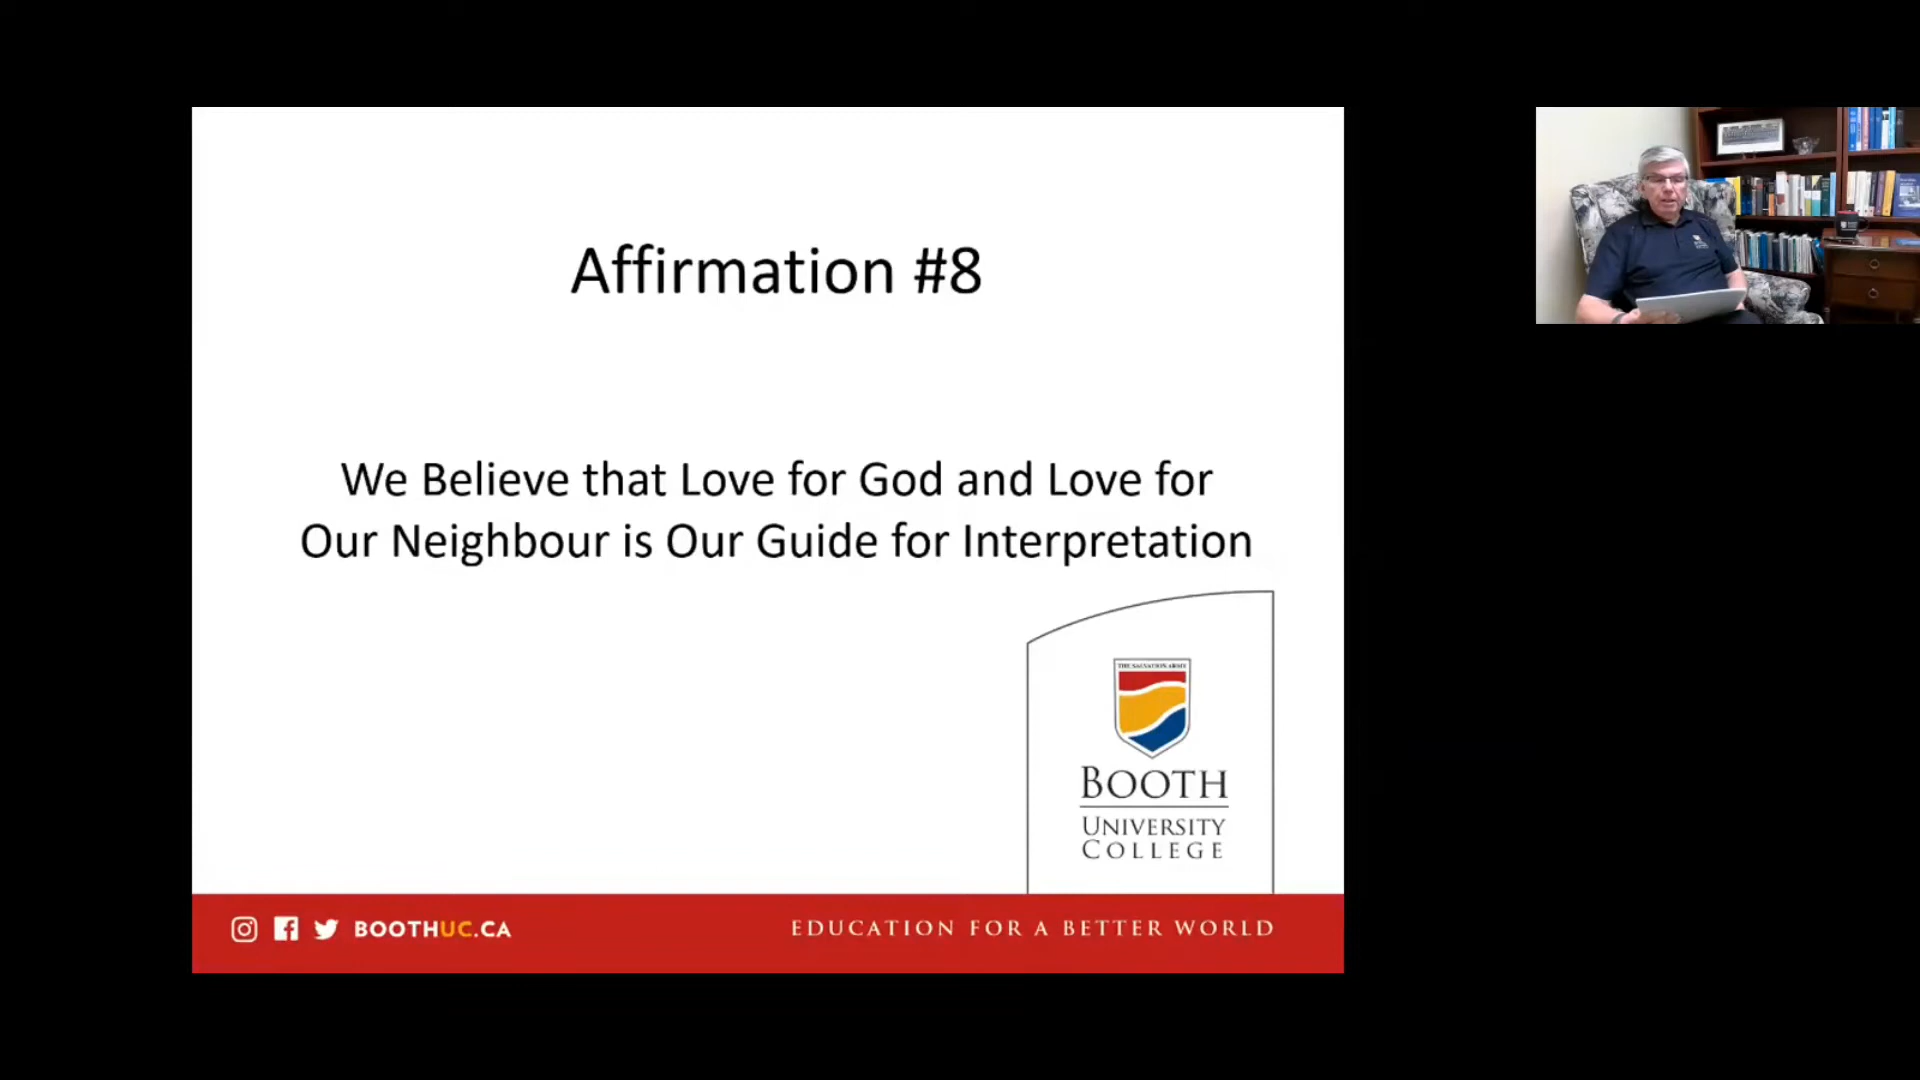 Affirmation #8
We Believe that Love for God and Love for
Our Neighbour is Our Guide for Interpretation
THE SALVATION ARMY
BOOTH
UNIVERSITY
COLLEGE
BOOTHUC.CA
EDUCATION FOR A BETTER WORLD